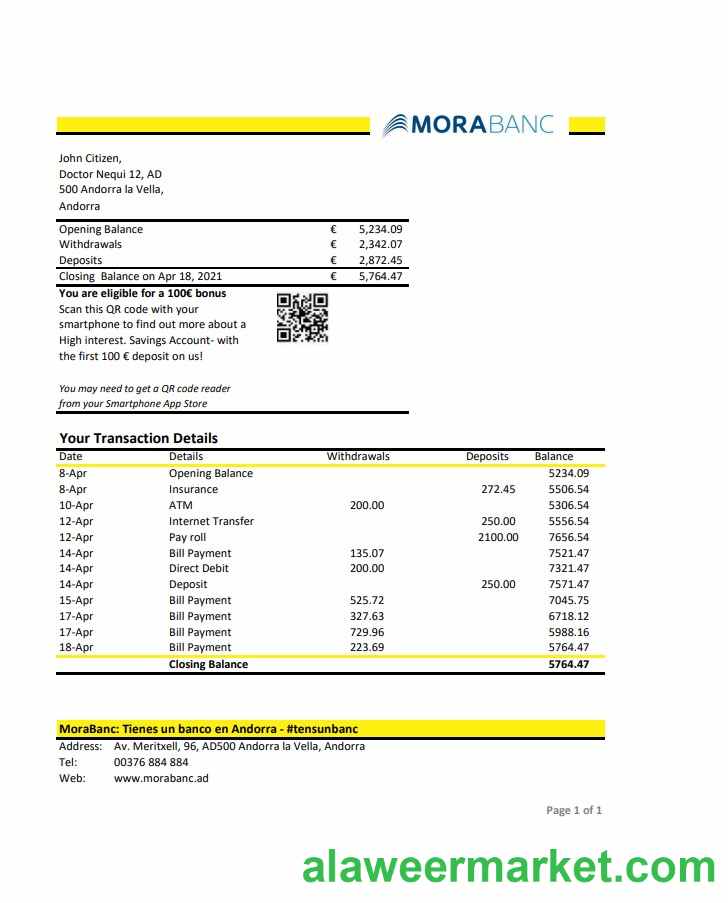 MORABANC
John Citizen,
Doctor Nequi 12, AD
500 Andorra la Vella,
Andorra
Opening Balance € 5,234.09
Withdrawals € 2,342.07
Deposits € 2,872.45
Closing Balance on Apr 18, 2021 € 5,764.47
You are eligible for a 100€ bonus
Scan this QR code with your
smartphone to find out more about a
High interest. Savings Account- with
the first 100 € deposit on us!
You may need to get a QR code reader
from your Smartphone App Store
Your Transaction Details
Date Details Withdrawals Deposits Balance
8-Apr Opening Balance 5234.09
8-Apr Insurance 272.45 5506.54
10-Apr ATM 200.00 5306.54
12-Apr Internet Transfer 250.00 5556.54
12-Apr Pay roll 2100.00 7656.54
14-Apr Bill Payment 135.07 7521.47
14-Apr Direct Debit 200.00 7321.47
14-Apr Deposit 250.00 7571.47
15-Apr Bill Payment 525.72 7045.75
17-Apr Bill Payment 327.63 6718.12
17-Apr Bill Payment 729.96 5988.16
18-Apr Bill Payment 223.69 5764.47
Closing Balance 5764.47
MoraBanc: Tienes un banco en Andorra - #tensunbanc
Address: Av. Meritxell, 96, AD500 Andorra la Vella, Andorra
Tel: 00376 884 884
Web: www.morabanc.ad
Page 1 of 1
alaweermarket.com